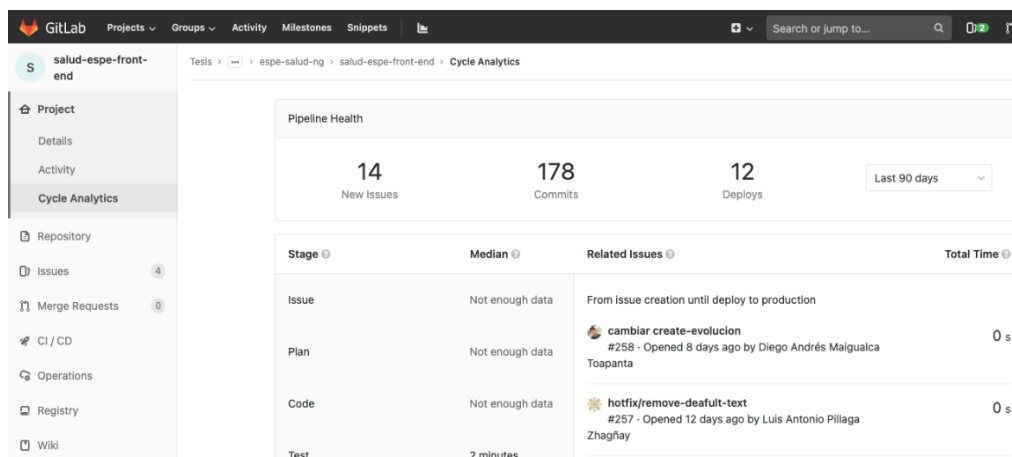 GitLab Projects Groups Activity Milestones Snippets Search or jump to... 2
S salud-espe-front-end
Tesis > ... > espe-salud-ng > salud-espe-front-end > Cycle Analytics
Project
Details
Activity
Cycle Analytics
Repository
Issues 4
Merge Requests 0
CI / CD
Operations
Registry
Wiki
Pipeline Health
14 178 12
New Issues Commits Deploys
Last 90 days
Stage Median Related Issues Total Time
Issue Not enough data From issue creation until deploy to production
cambiar create-evolucion 0 s
#258 · Opened 8 days ago by Diego Andrés Maigualca
Toapanta
Plan Not enough data
Code Not enough data
hotfix/remove-deafult-text 0 s
#257 · Opened 12 days ago by Luis Antonio Pillaga
Zhagñay
Test 2 minutes